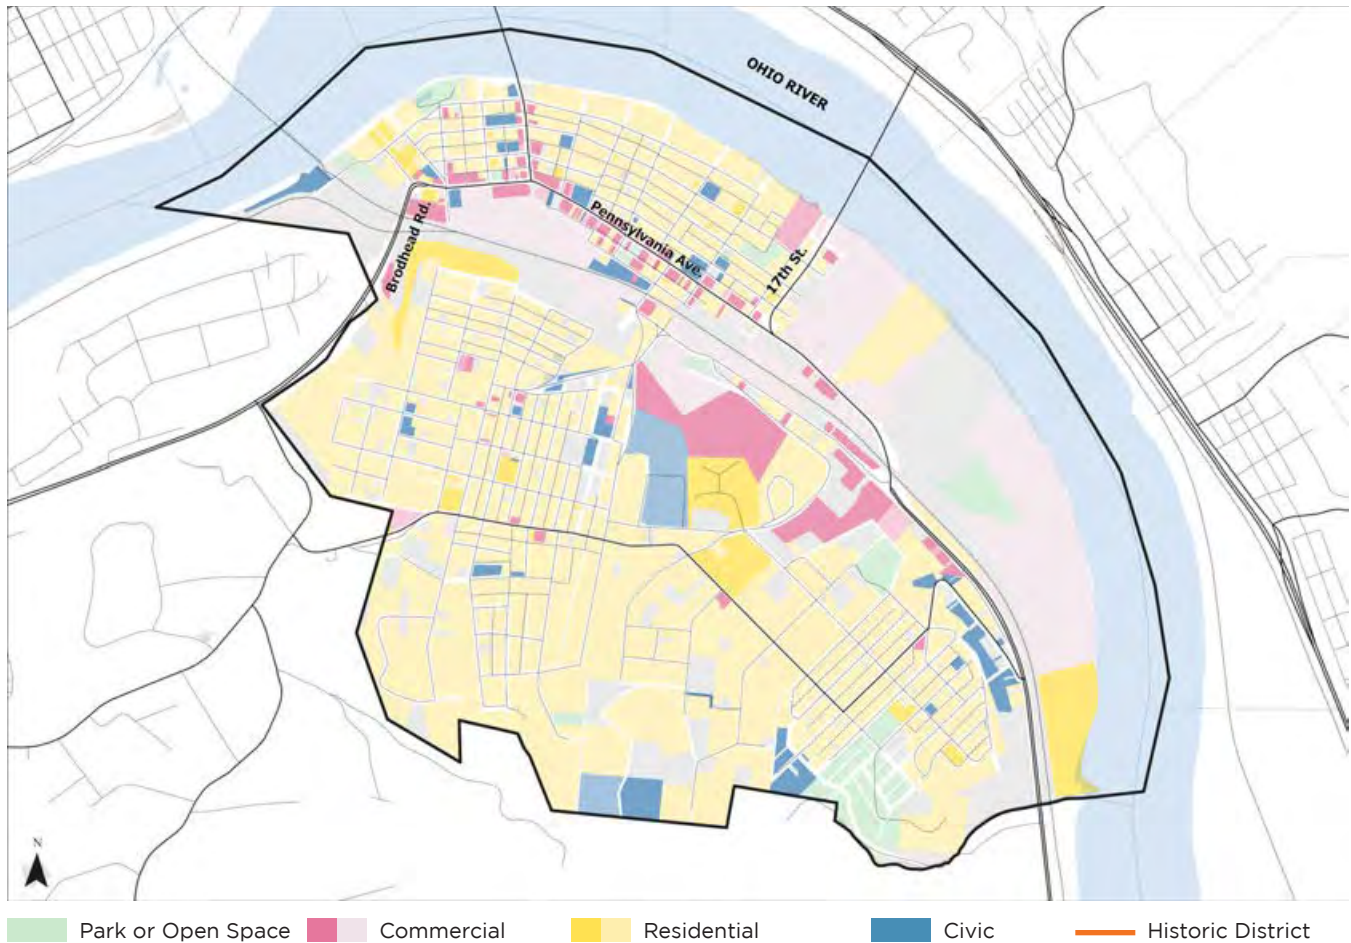 OHIO RIVER
Brodhead Rd.
Pennsylvania Ave.
17th St.
N
Park or Open Space
Commercial
Residential
Civic
Historic District